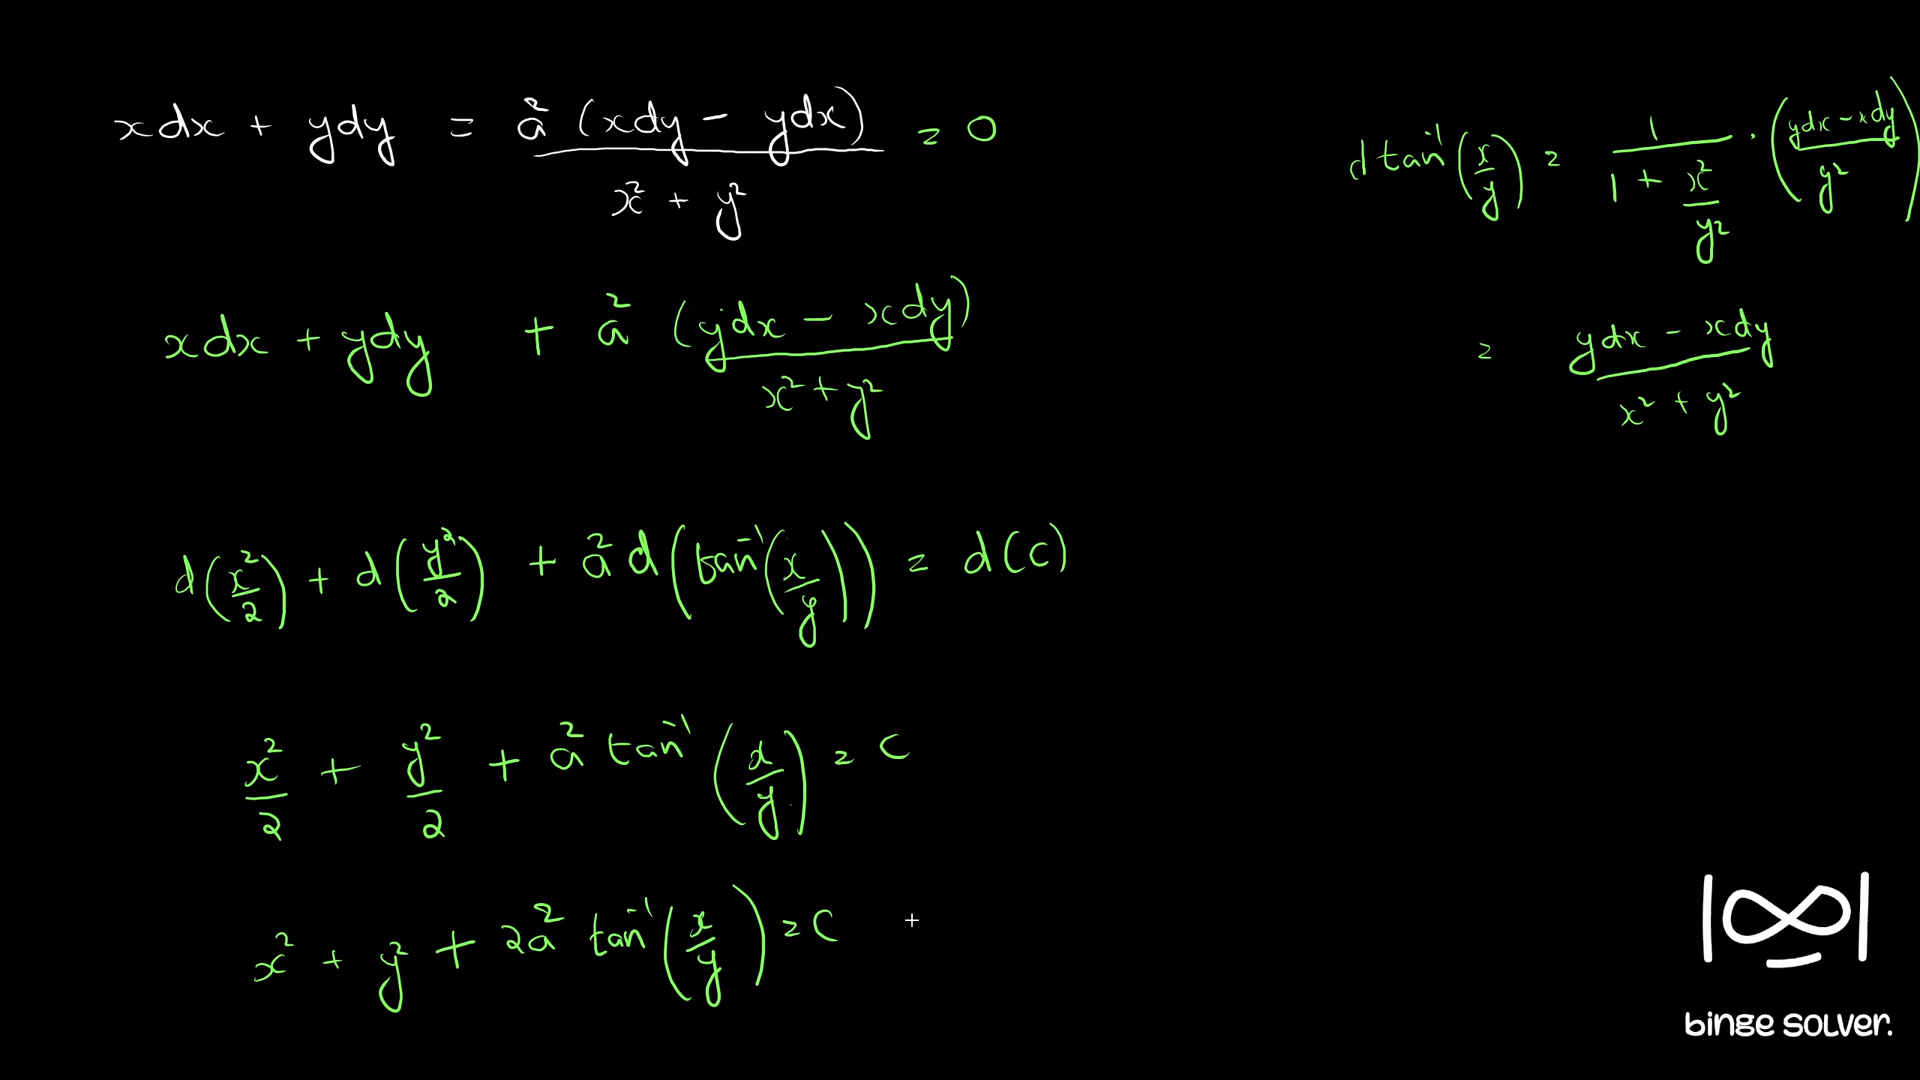 xdx + ydy = a²(xdy - ydx)/(x² + y²) = 0
d tan⁻¹(x/y) = 1/(1 + x²/y²) · ((ydx - xdy)/y²)
= (ydx - xdy)/(x² + y²)
xdx + ydy + a²(ydx - xdy)/(x² + y²)
d(x²/2) + d(y²/2) + a² d(tan⁻¹(x/y)) = d(c)
x²/2 + y²/2 + a² tan⁻¹(x/y) = c
x² + y² + 2a² tan⁻¹(x/y) = c
binge solver.